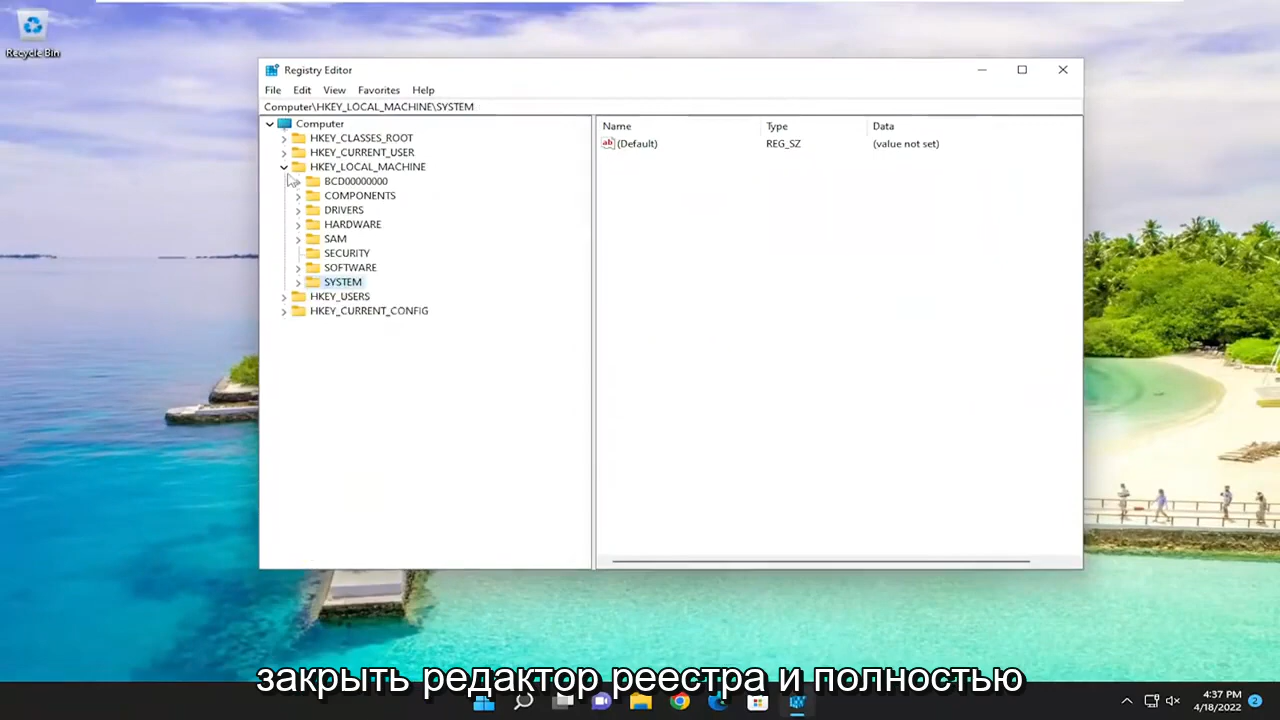 Recycle Bin
Registry Editor
File Edit View Favorites Help
Computer\HKEY_LOCAL_MACHINE\SYSTEM
Computer
HKEY_CLASSES_ROOT
HKEY_CURRENT_USER
HKEY_LOCAL_MACHINE
BCD00000000
COMPONENTS
DRIVERS
HARDWARE
SAM
SECURITY
SOFTWARE
SYSTEM
HKEY_USERS
HKEY_CURRENT_CONFIG
Name Type Data
ab (Default) REG_SZ (value not set)
закрыть редактор реестра и полностью
4:37 PM
4/18/2022
2